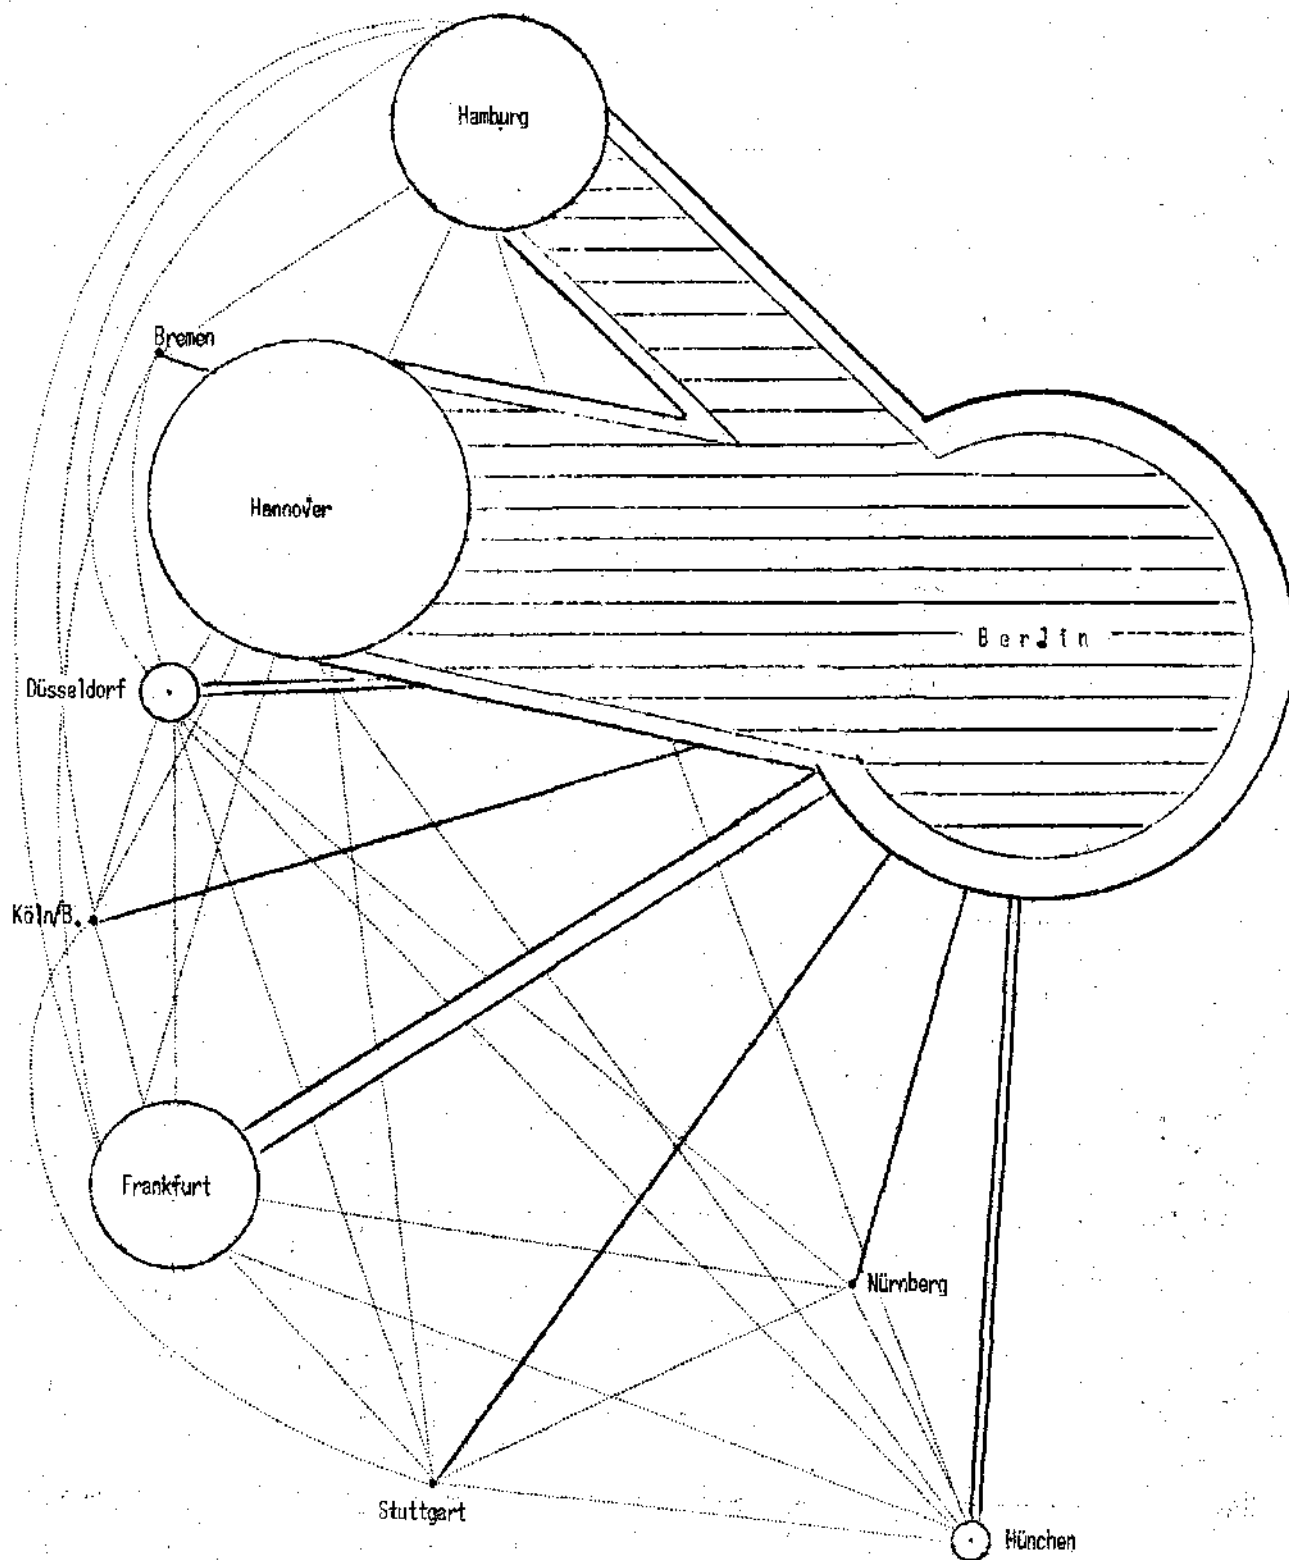 Hamburg
Bremen
Hannover
Berlin
Düsseldorf
Köln/B.
Frankfurt
Nürnberg
Stuttgart
München